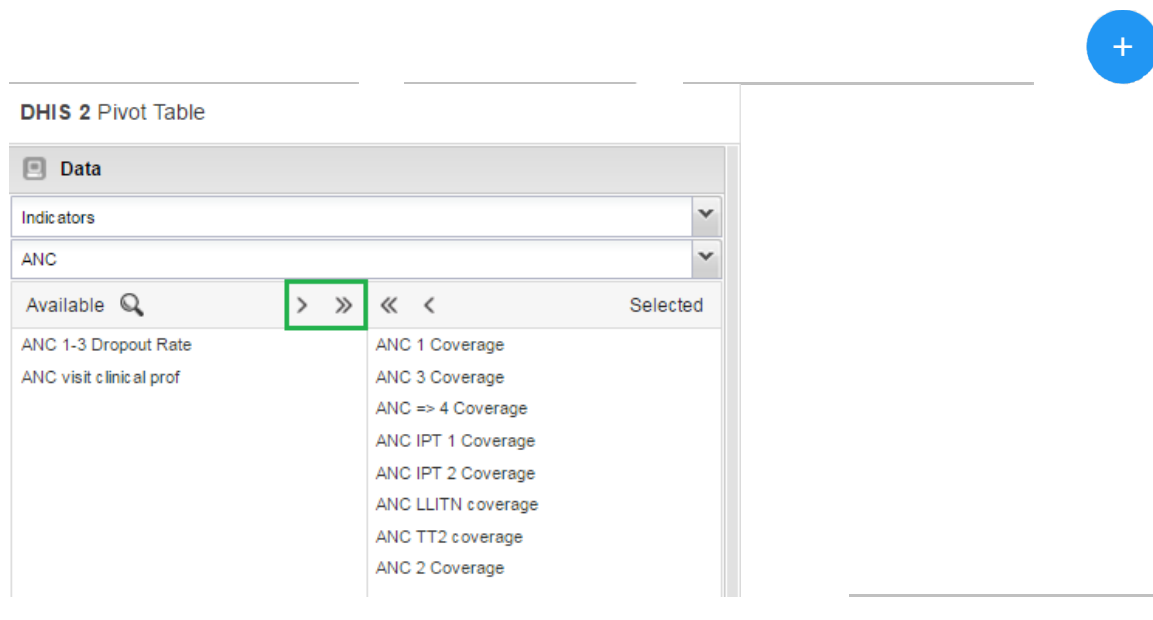 +
DHIS 2 Pivot Table
Data
Indicators
ANC
Available > » « < Selected
ANC 1-3 Dropout Rate
ANC visit clinical prof
ANC 1 Coverage
ANC 3 Coverage
ANC => 4 Coverage
ANC IPT 1 Coverage
ANC IPT 2 Coverage
ANC LLITN coverage
ANC TT2 coverage
ANC 2 Coverage